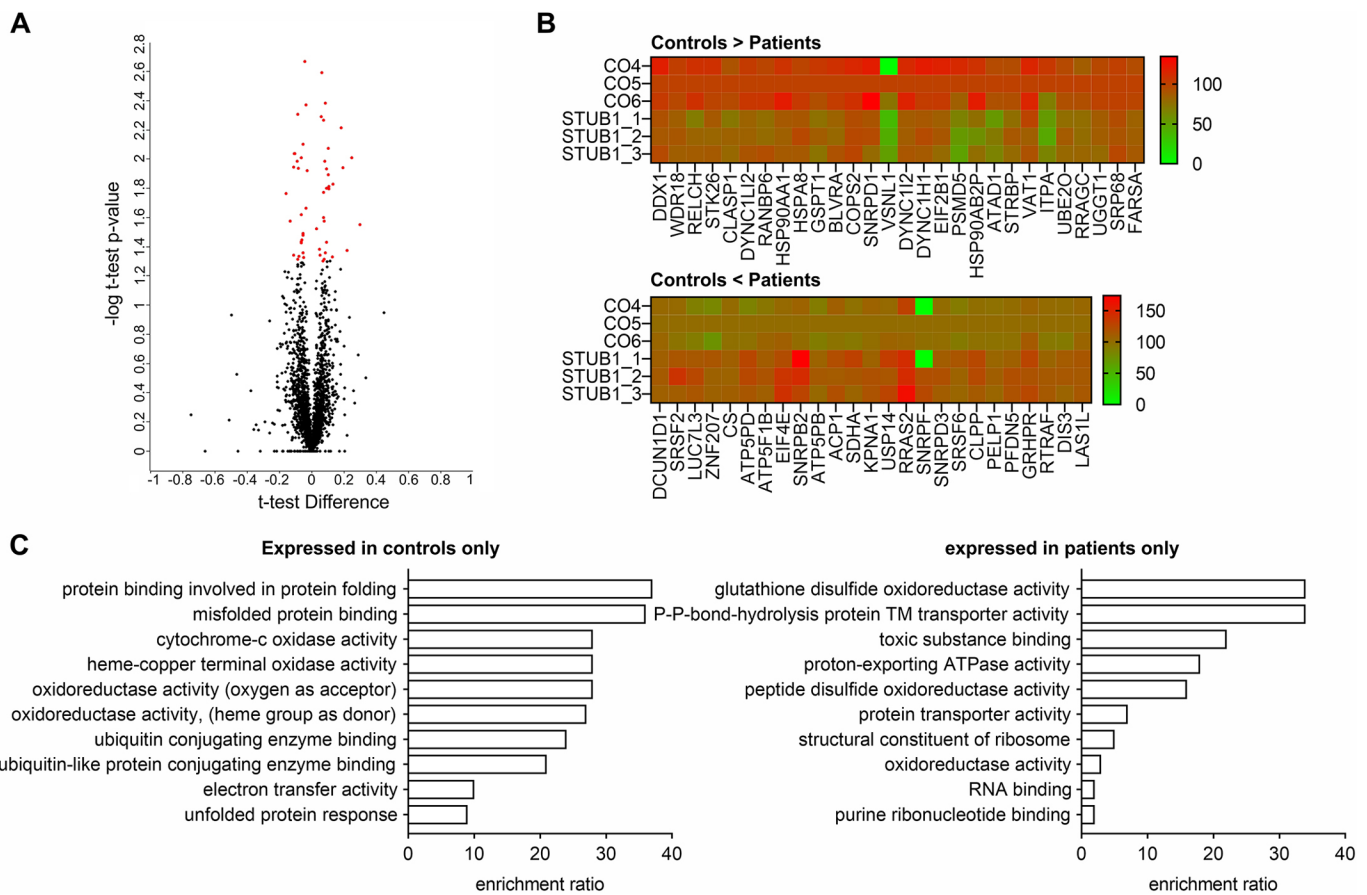 A
-log t-test p-value
2.8
2.6
2.4
2.2
2
1.8
1.6
1.4
1.2
1
0.8
0.6
0.4
0.2
0
-1 -0.8 -0.6 -0.4 -0.2 0 0.2 0.4 0.6 0.8 1
t-test Difference
B
Controls > Patients
CO4
CO5
CO6
STUB1_1
STUB1_2
STUB1_3
DDX1
WDR18
RELCH
STK26
CLASP1
DYNC1LI2
RANBP6
HSP90AA1
HSPA8
GSPT1
BLVRA
COPS2
SNRPD1
VSNL1
DYNC1I2
DYNC1H1
EIF2B1
PSMD5
HSP90AB2P
ATAD1
STRBP
VAT1
ITPA
UBE2O
RRAGC
UGGT1
SRP68
FARSA
100
50
0
Controls < Patients
CO4
CO5
CO6
STUB1_1
STUB1_2
STUB1_3
DCUN1D1
SRSF2
LUC7L3
ZNF207
CS
ATP5PD
ATP5F1B
EIF4E
SNRPB2
ATP5PB
ACP1
SDHA
KPNA1
USP14
RRAS2
SNRPF
SNRPD3
SRSF6
CLPP
PELP1
PFDN5
GRHPR
RTRAF
DIS3
LAS1L
150
100
50
0
C
Expressed in controls only
protein binding involved in protein folding
misfolded protein binding
cytochrome-c oxidase activity
heme-copper terminal oxidase activity
oxidoreductase activity (oxygen as acceptor)
oxidoreductase activity, (heme group as donor)
ubiquitin conjugating enzyme binding
ubiquitin-like protein conjugating enzyme binding
electron transfer activity
unfolded protein response
0 10 20 30 40
enrichment ratio
expressed in patients only
glutathione disulfide oxidoreductase activity
P-P-bond-hydrolysis protein TM transporter activity
toxic substance binding
proton-exporting ATPase activity
peptide disulfide oxidoreductase activity
protein transporter activity
structural constituent of ribosome
oxidoreductase activity
RNA binding
purine ribonucleotide binding
0 10 20 30 40
enrichment ratio